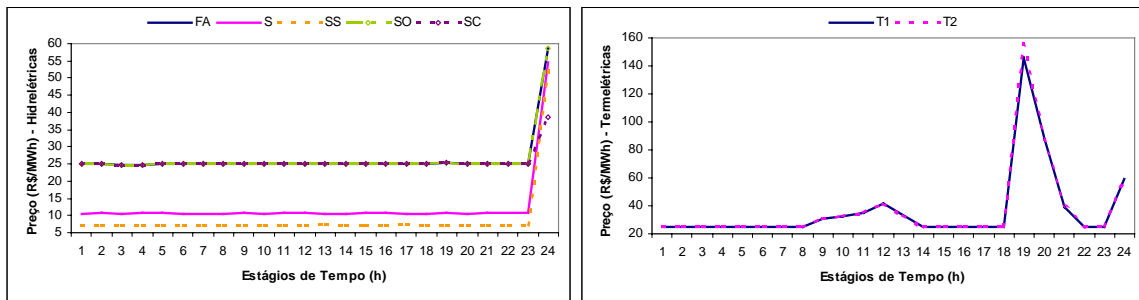 FA S SS SO SC
Preço (R$/MWh) - Hidrelétricas
60
55
50
45
40
35
30
25
20
15
10
5
1 2 3 4 5 6 7 8 9 10 11 12 13 14 15 16 17 18 19 20 21 22 23 24
Estágios de Tempo (h)
T1 T2
Preço (R$/MWh) - Termelétricas
160
140
120
100
80
60
40
20
1 2 3 4 5 6 7 8 9 10 11 12 13 14 15 16 17 18 19 20 21 22 23 24
Estágios de Tempo (h)